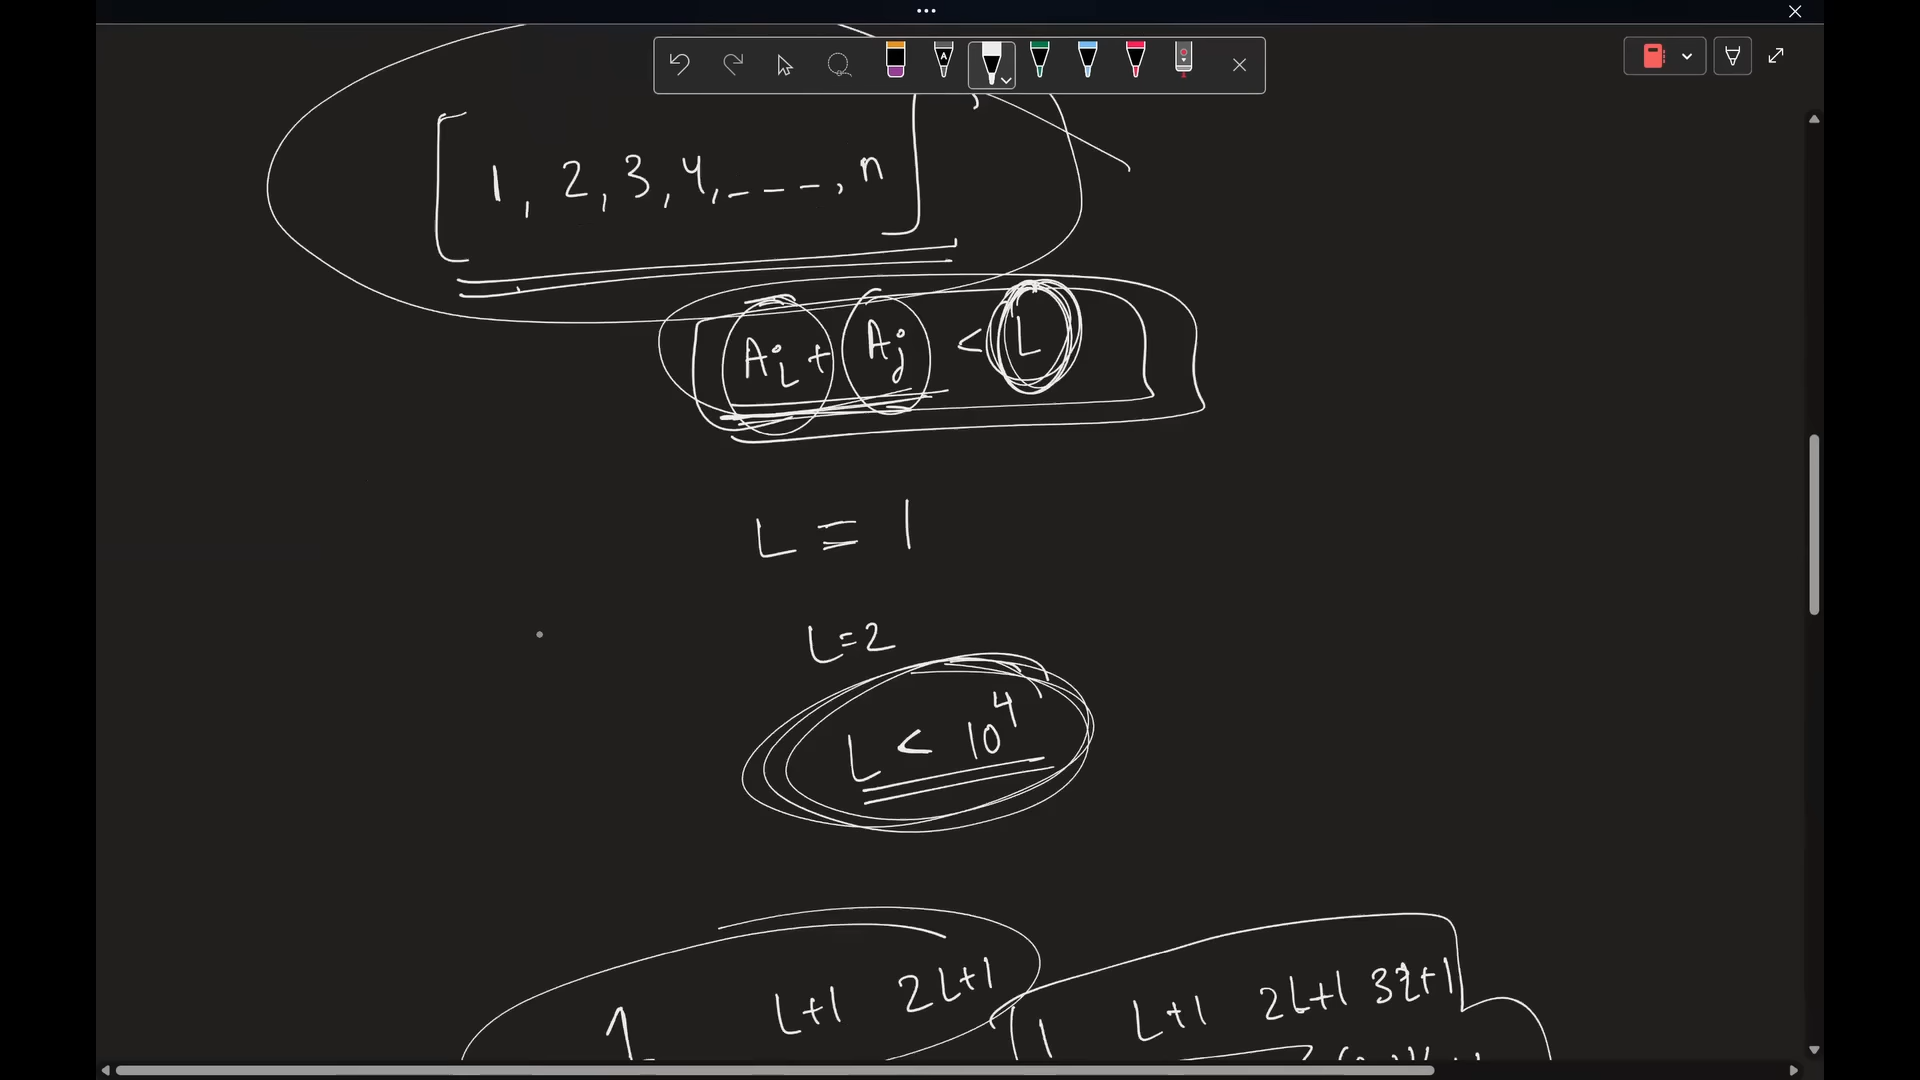 [1, 2, 3, 4, - - - -, n]
Ai + Aj < L
L = 1
L=2
L < 10^4
1 L+1 2L+1
1 L+1 2L+1 3L+1